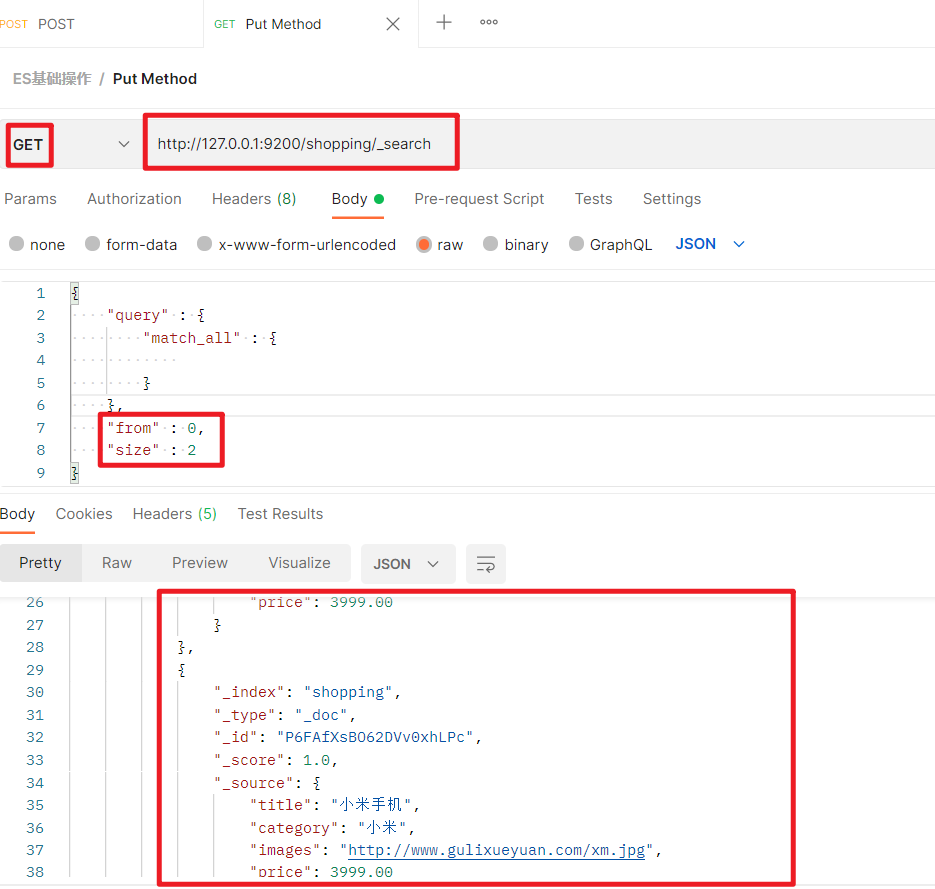 POST POST GET Put Method
ES基础操作 / Put Method
GET http://127.0.0.1:9200/shopping/_search
Params Authorization Headers (8) Body Pre-request Script Tests Settings
none form-data x-www-form-urlencoded raw binary GraphQL JSON
1 {
2 "query" : {
3 "match_all" : {
4
5 }
6 },
7 "from" : 0,
8 "size" : 2
9 }
Body Cookies Headers (5) Test Results
Pretty Raw Preview Visualize JSON
26 "price": 3999.00
27 }
28 },
29 {
30 "_index": "shopping",
31 "_type": "_doc",
32 "_id": "P6FAfXsBO62DVv0xhLPc",
33 "_score": 1.0,
34 "_source": {
35 "title": "小米手机",
36 "category": "小米",
37 "images": "http://www.gulixueyuan.com/xm.jpg",
38 "price": 3999.00